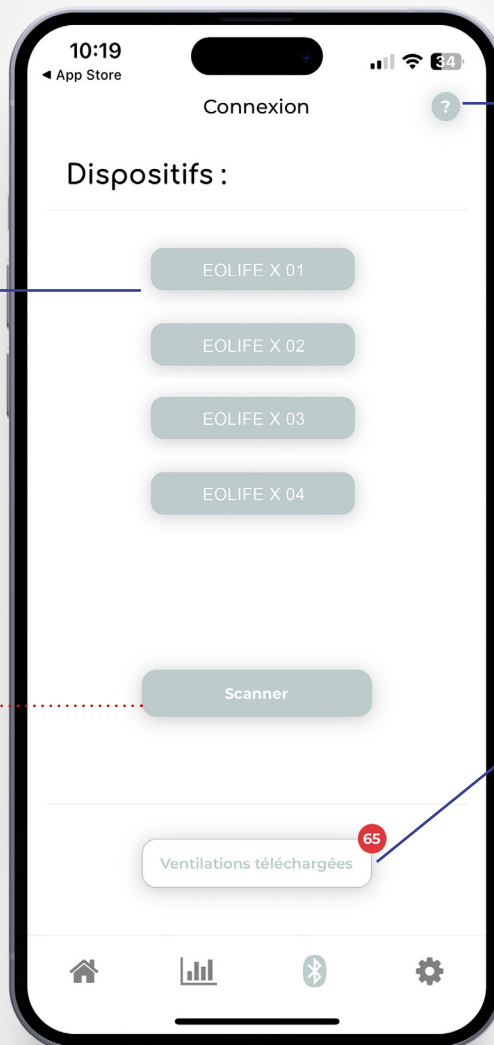 10:19
◀ App Store
34
Connexion
?
Dispositifs :
EOLIFE X 01
EOLIFE X 02
EOLIFE X 03
EOLIFE X 04
Scanner
65
Ventilations téléchargées